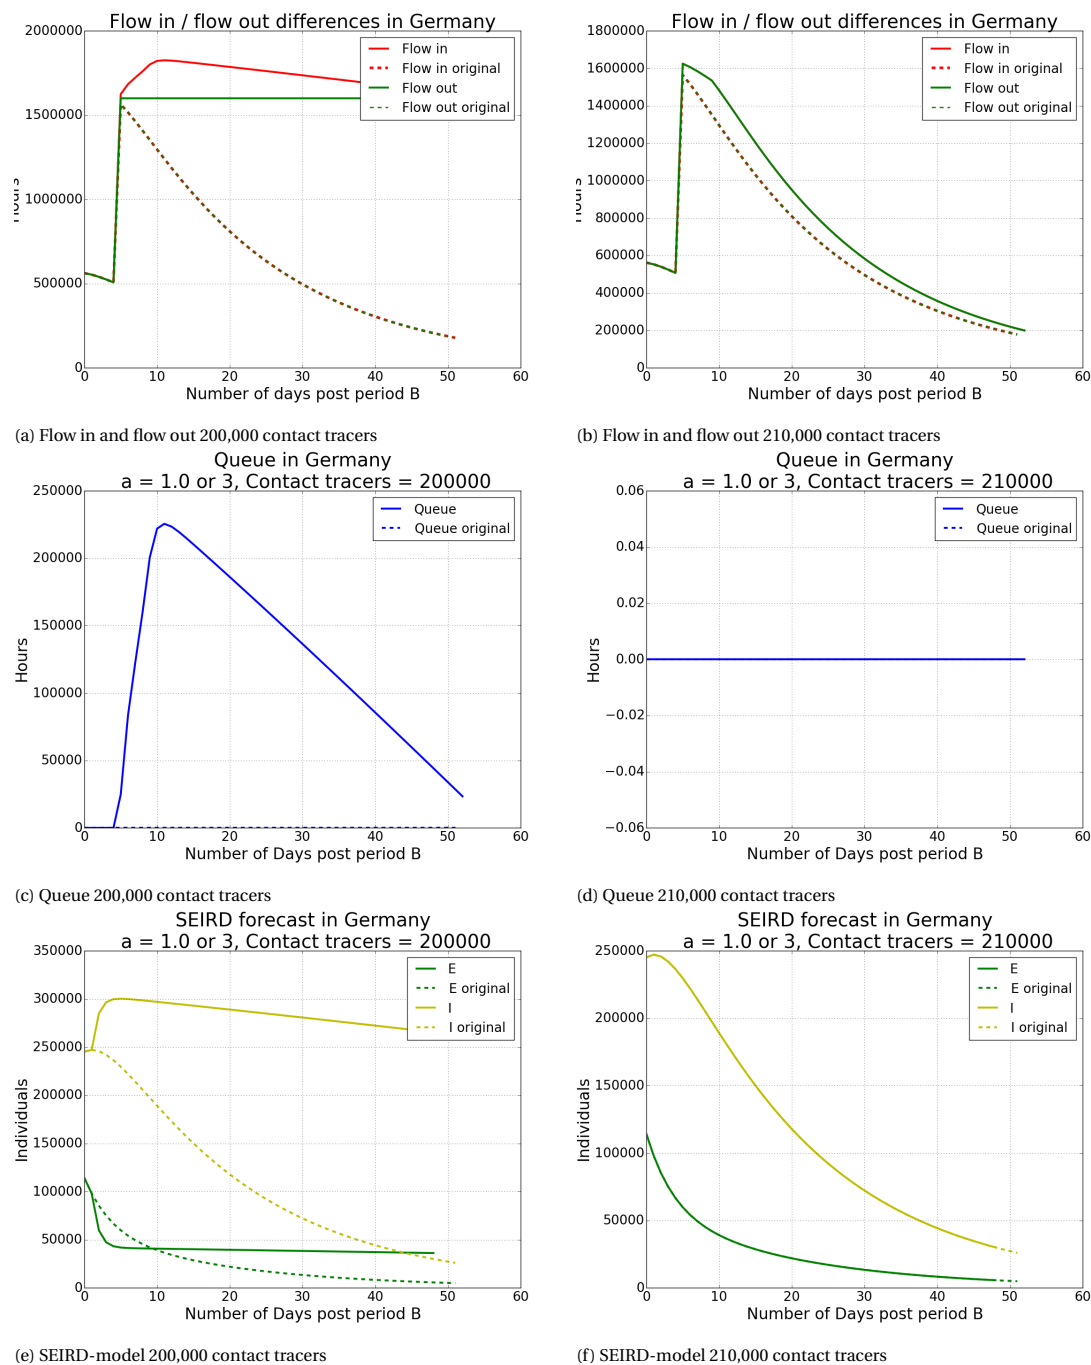 Flow in / flow out differences in Germany
2000000
1500000
1000000
500000
0
0 10 20 30 40 50 60
Flow in
Flow in original
Flow out
Flow out original
Number of days post period B
(a) Flow in and flow out 200,000 contact tracers
Flow in / flow out differences in Germany
1800000
1600000
1400000
1200000
1000000
800000
600000
400000
200000
0
0 10 20 30 40 50 60
Flow in
Flow in original
Flow out
Flow out original
Number of days post period B
(b) Flow in and flow out 210,000 contact tracers
Queue in Germany
a = 1.0 or 3, Contact tracers = 200000
250000
200000
150000
100000
50000
0
Hours
0 10 20 30 40 50 60
Queue
Queue original
Number of Days post period B
(c) Queue 200,000 contact tracers
Queue in Germany
a = 1.0 or 3, Contact tracers = 210000
0.06
0.04
0.02
0.00
−0.02
−0.04
−0.06
Hours
0 10 20 30 40 50 60
Queue
Queue original
Number of Days post period B
(d) Queue 210,000 contact tracers
SEIRD forecast in Germany
a = 1.0 or 3, Contact tracers = 200000
350000
300000
250000
200000
150000
100000
50000
0
Individuals
0 10 20 30 40 50 60
E
E original
I
I original
Number of Days post period B
(e) SEIRD-model 200,000 contact tracers
SEIRD forecast in Germany
a = 1.0 or 3, Contact tracers = 210000
250000
200000
150000
100000
50000
0
Individuals
0 10 20 30 40 50 60
E
E original
I
I original
Number of Days post period B
(f) SEIRD-model 210,000 contact tracers